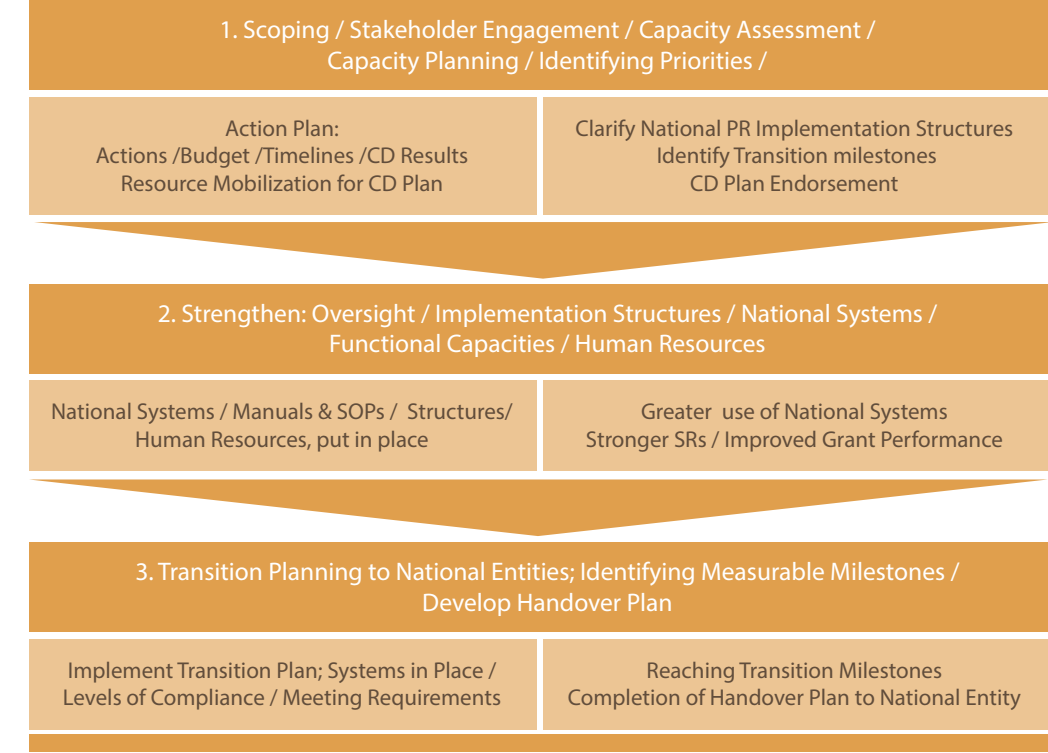 1. Scoping / Stakeholder Engagement / Capacity Assessment /
Capacity Planning / Identifying Priorities /
Action Plan:
Actions /Budget /Timelines /CD Results
Resource Mobilization for CD Plan
Clarify National PR Implementation Structures
Identify Transition milestones
CD Plan Endorsement
2. Strengthen: Oversight / Implementation Structures / National Systems /
Functional Capacities / Human Resources
National Systems / Manuals & SOPs / Structures/
Human Resources, put in place
Greater use of National Systems
Stronger SRs / Improved Grant Performance
3. Transition Planning to National Entities; Identifying Measurable Milestones /
Develop Handover Plan
Implement Transition Plan; Systems in Place /
Levels of Compliance / Meeting Requirements
Reaching Transition Milestones
Completion of Handover Plan to National Entity